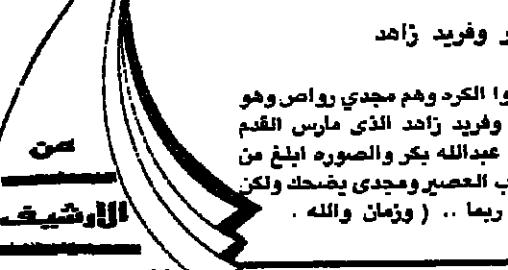 ر وفريد زاهد
وا الكره وهم مجدي رواص وهو
وفريد زاهد الذى مارس القدم
عبدالله بكر والصوره ابلغ من
ب العصير ومجدى يضحك ولكن
ربما .. ( وزمان والله .
من
الأرشيف